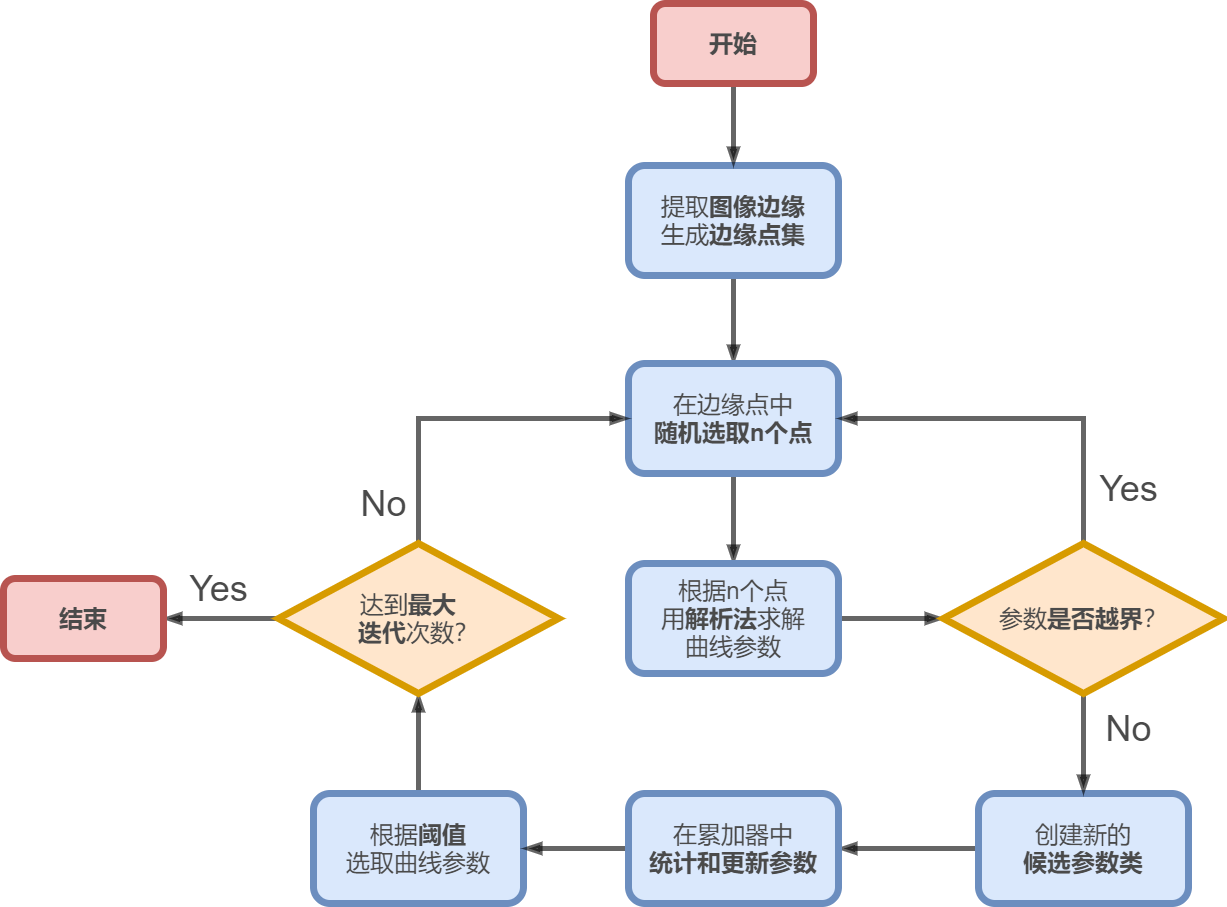 开始
提取图像边缘
生成边缘点集
在边缘点中
随机选取n个点
No
Yes
结束
Yes
达到最大
迭代次数?
根据n个点
用解析法求解
曲线参数
参数是否越界?
No
根据阈值
选取曲线参数
在累加器中
统计和更新参数
创建新的
候选参数类